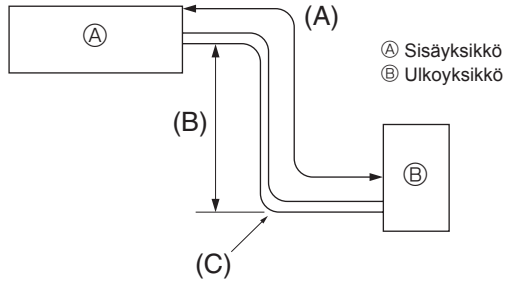 (A)
Ⓐ
Ⓐ Sisäyksikkö
Ⓑ Ulkoyksikkö
(B)
Ⓑ
(C)